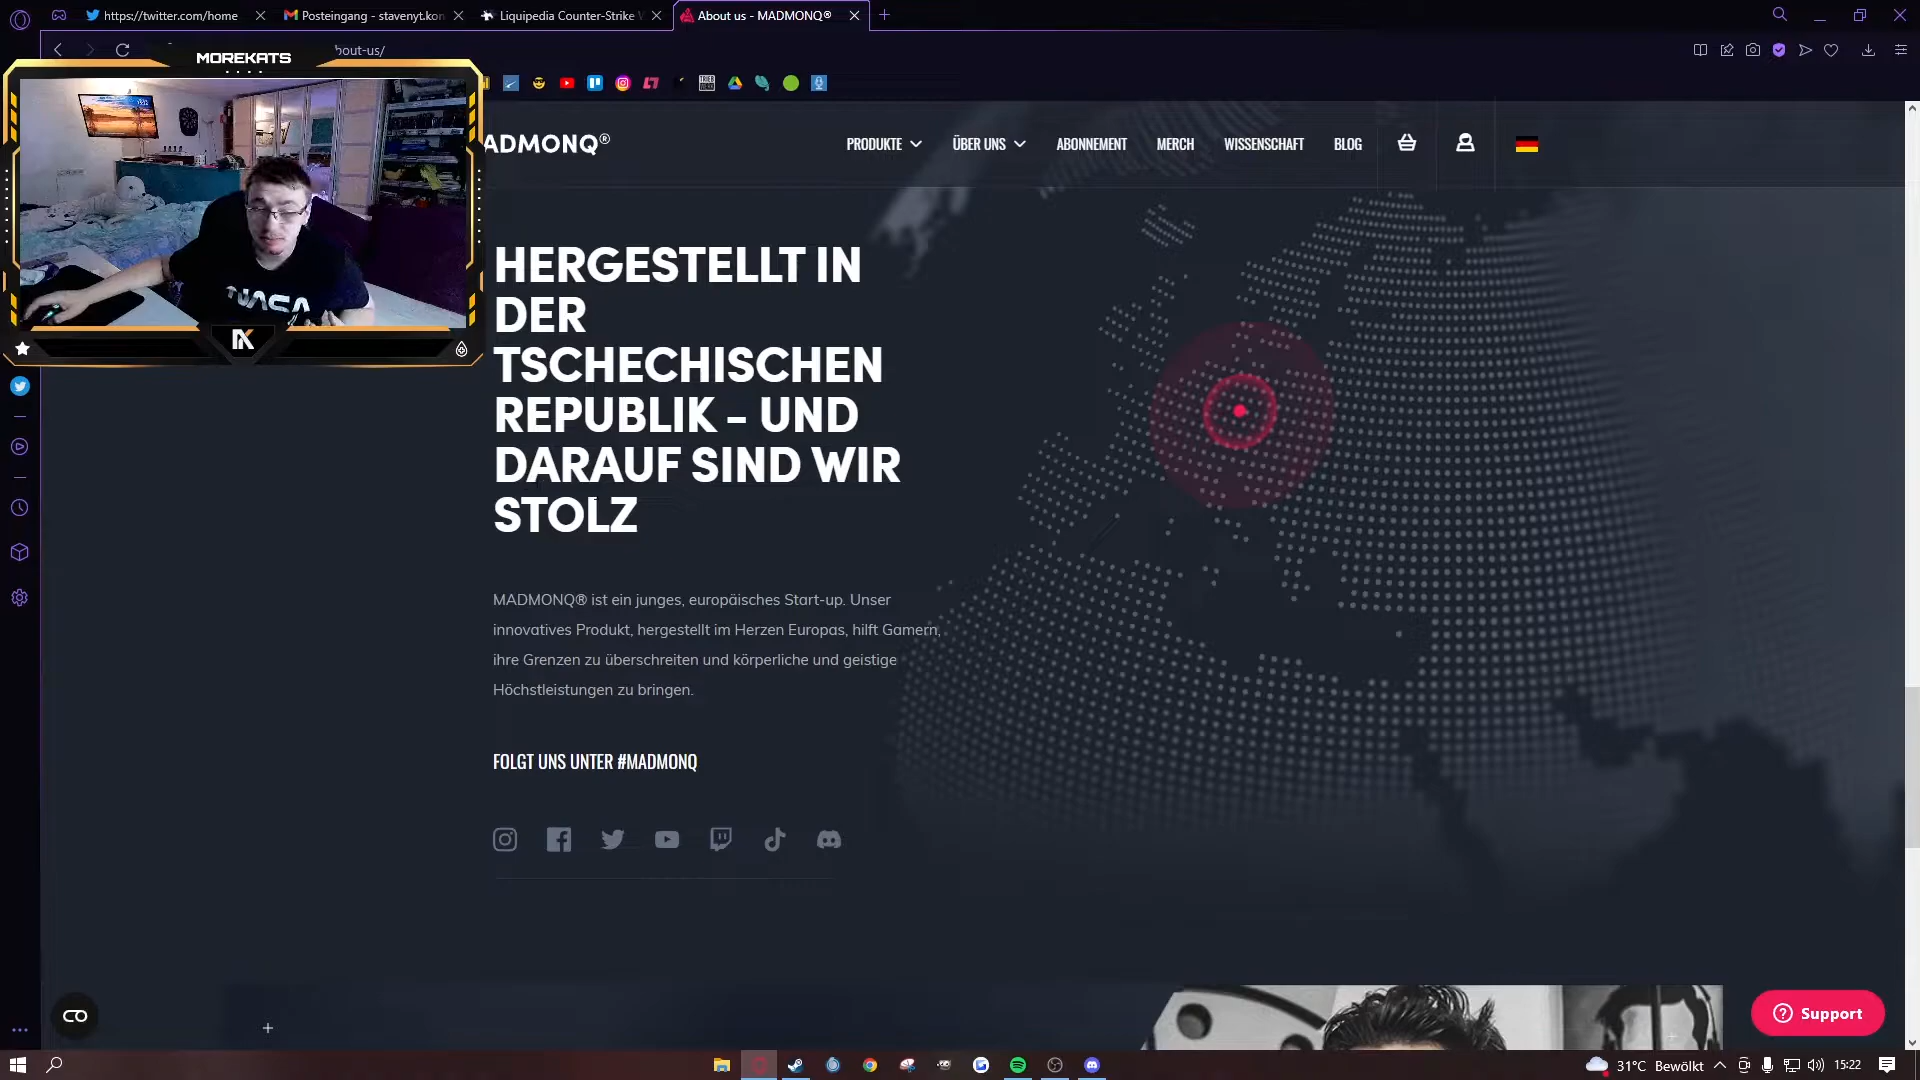 https://twitter.com/home
Posteingang - stavenyt.kon
Liquipedia Counter-Strike
About us - MADMONQ®
bout-us/
MOREKATS
ADMONQ®
PRODUKTE
ÜBER UNS
ABONNEMENT
MERCH
WISSENSCHAFT
BLOG
NASA
HERGESTELLT IN
DER
TSCHECHISCHEN
REPUBLIK - UND
DARAUF SIND WIR
STOLZ
MADMONQ® ist ein junges, europäisches Start-up. Unser
innovatives Produkt, hergestellt im Herzen Europas, hilft Gamern,
ihre Grenzen zu überschreiten und körperliche und geistige
Höchstleistungen zu bringen.
FOLGT UNS UNTER #MADMONQ
Support
31°C Bewölkt
15:22